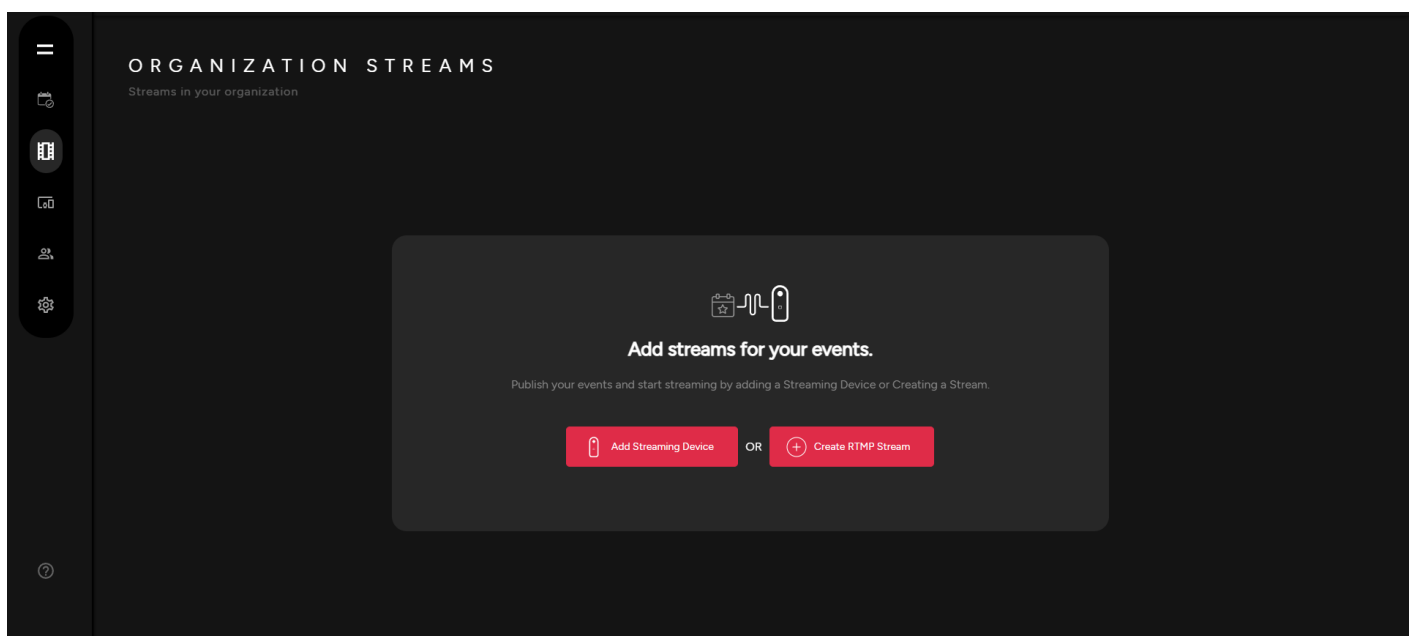 ORGANIZATION STREAMS
Streams in your organization
Add streams for your events.
Publish your events and start streaming by adding a Streaming Device or Creating a Stream.
Add Streaming Device OR Create RTMP Stream